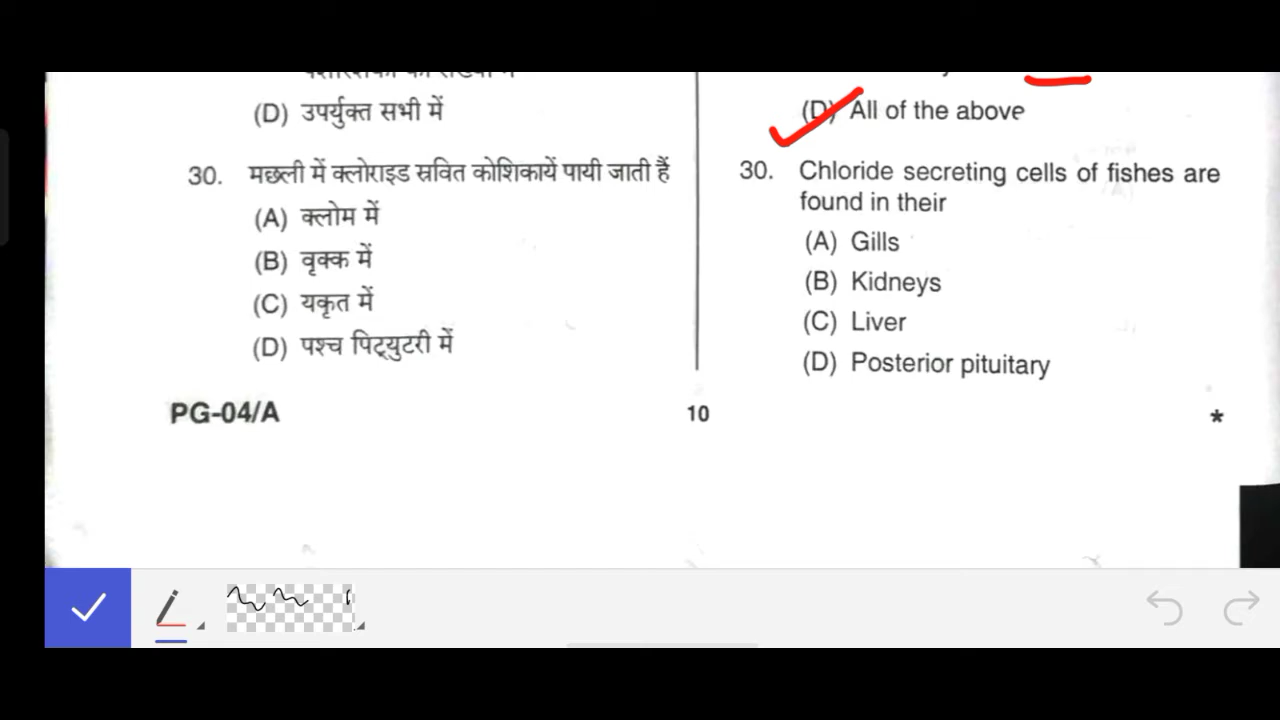 (D) उपर्युक्त सभी में
30. मछली में क्लोराइड स्रवित कोशिकायें पायी जाती हैं
(A) क्लोम में
(B) वृक्क में
(C) यकृत में
(D) पश्च पिट्युटरी में
PG-04/A
(D) All of the above
30. Chloride secreting cells of fishes are
found in their
(A) Gills
(B) Kidneys
(C) Liver
(D) Posterior pituitary
10
*